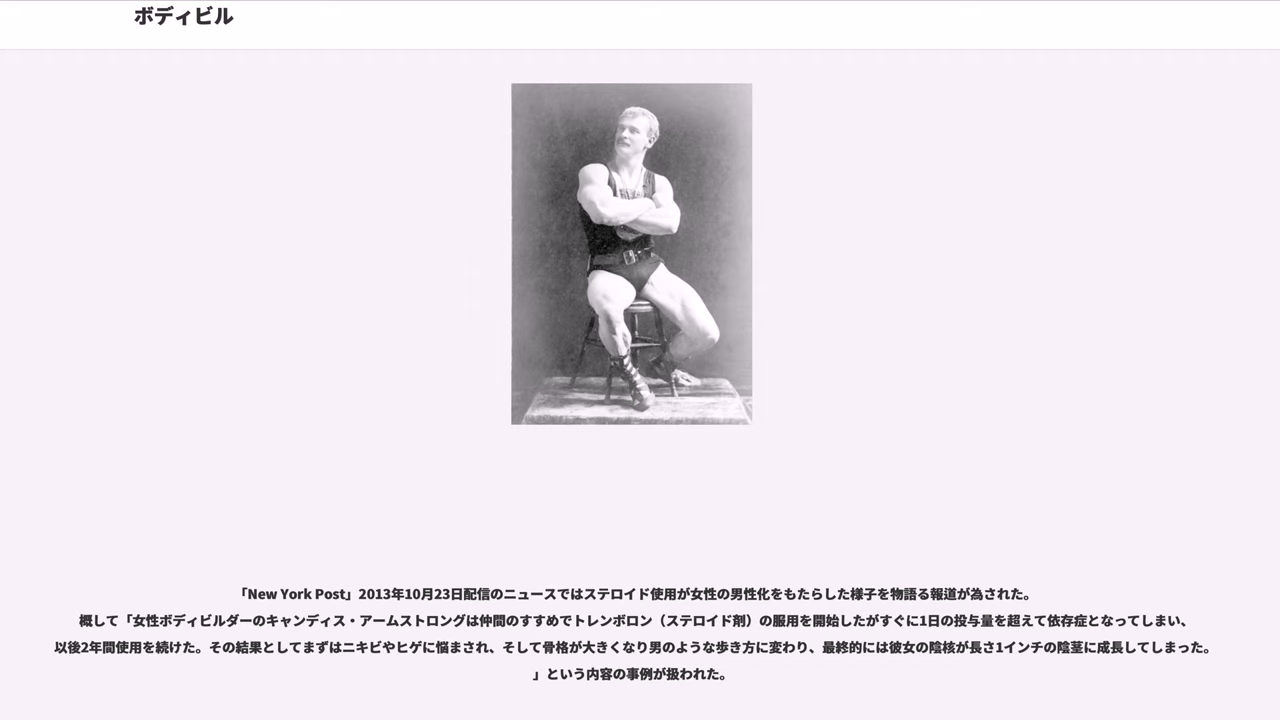 ボディビル
「New York Post」2013年10月23日配信のニュースではステロイド使用が女性の男性化をもたらした様子を物語る報道が為された。
概して「女性ボディビルダーのキャンディス・アームストロングは仲間のすすめでトレンボロン（ステロイド剤）の服用を開始したがすぐに1日の投与量を超えて依存症となってしまい、
以後2年間使用を続けた。その結果としてまずはニキビやヒゲに悩まされ、そして骨格が大きくなり男のような歩き方に変わり、最終的には彼女の陰核が長さ1インチの陰茎に成長してしまった。
」という内容の事例が扱われた。